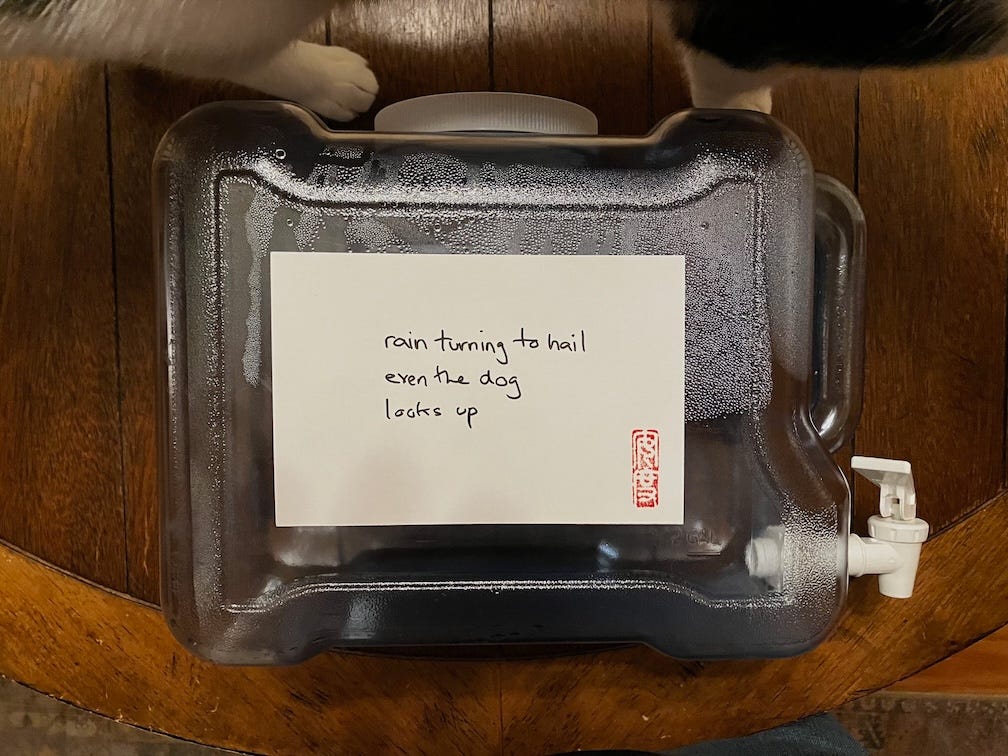 rain turning to hail
even the dog
looks up